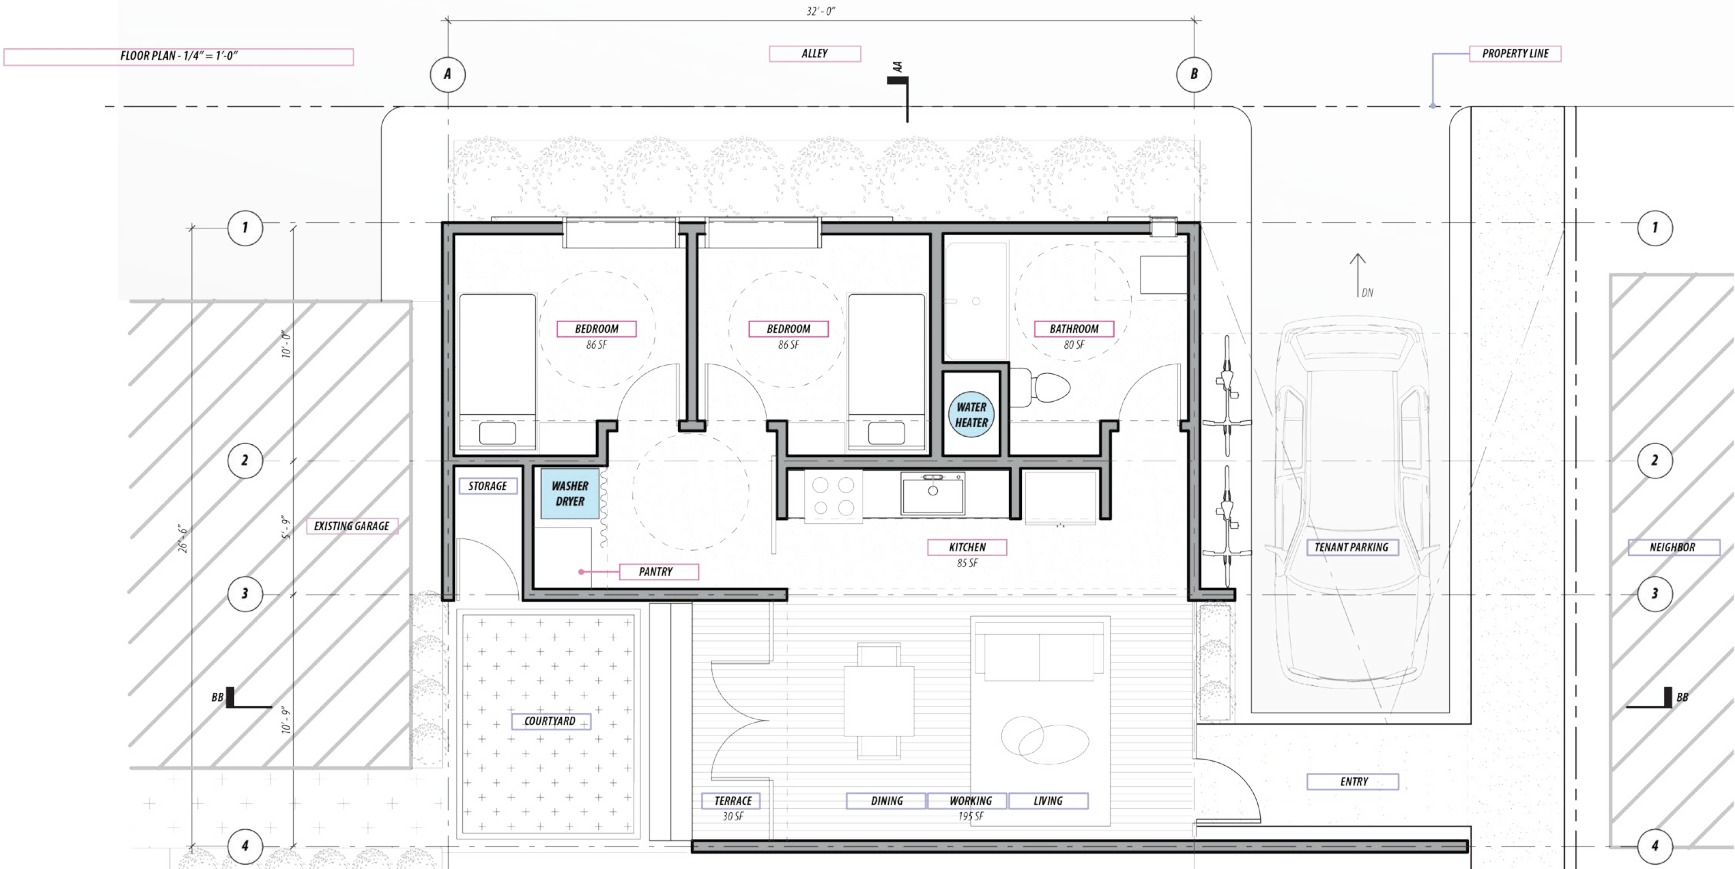 32' - 0"
FLOOR PLAN - 1/4" = 1'-0"
ALLEY
PROPERTY LINE
A
AA
B
1
1
DN
BEDROOM
86 SF
BEDROOM
86 SF
BATHROOM
80 SF
10' - 0"
WATER
HEATER
2
2
STORAGE
WASHER
DRYER
EXISTING GARAGE
5' - 9"
26' - 6"
KITCHEN
85 SF
TENANT PARKING
NEIGHBOR
PANTRY
3
3
BB
BB
10' - 9"
COURTYARD
ENTRY
TERRACE
30 SF
DINING
WORKING
195 SF
LIVING
4
4